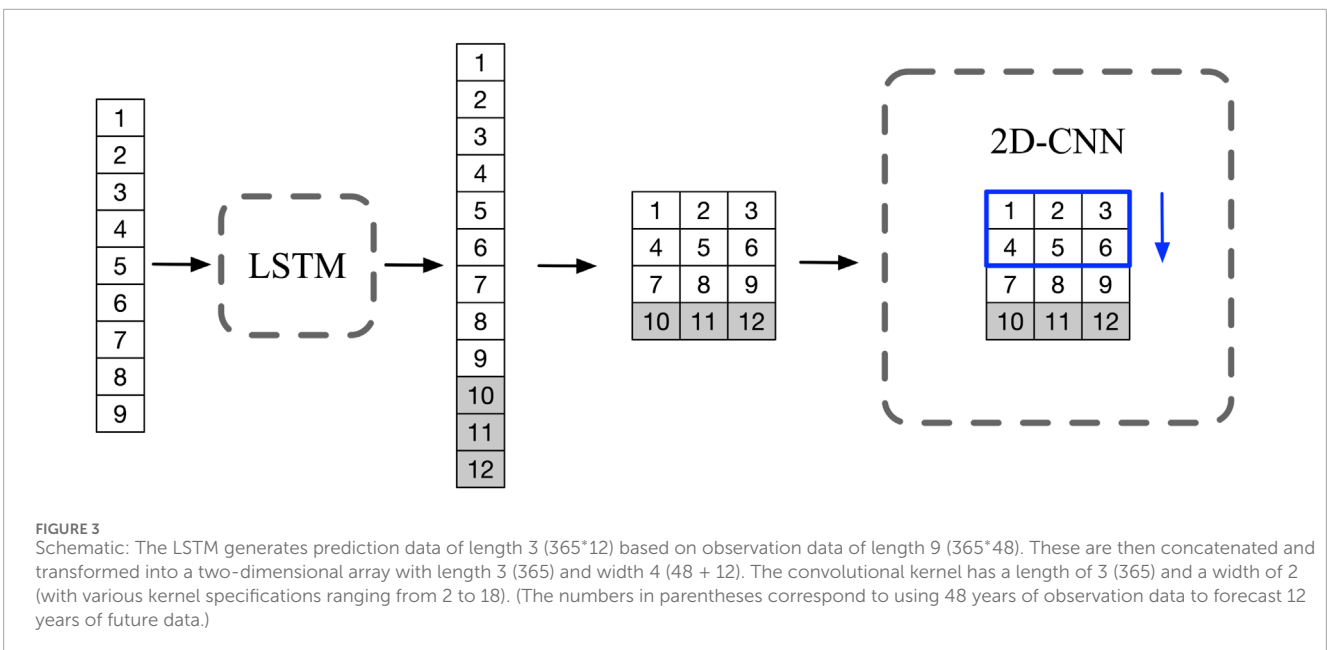 1
2
3
4
5
6
7
8
9
LSTM
1
2
3
4
5
6
7
8
9
10
11
12
1 2 3
4 5 6
7 8 9
10 11 12
2D-CNN
1 2 3
4 5 6
7 8 9
10 11 12
FIGURE 3
Schematic: The LSTM generates prediction data of length 3 (365*12) based on observation data of length 9 (365*48). These are then concatenated and
transformed into a two-dimensional array with length 3 (365) and width 4 (48 + 12). The convolutional kernel has a length of 3 (365) and a width of 2
(with various kernel specifications ranging from 2 to 18). (The numbers in parentheses correspond to using 48 years of observation data to forecast 12
years of future data.)